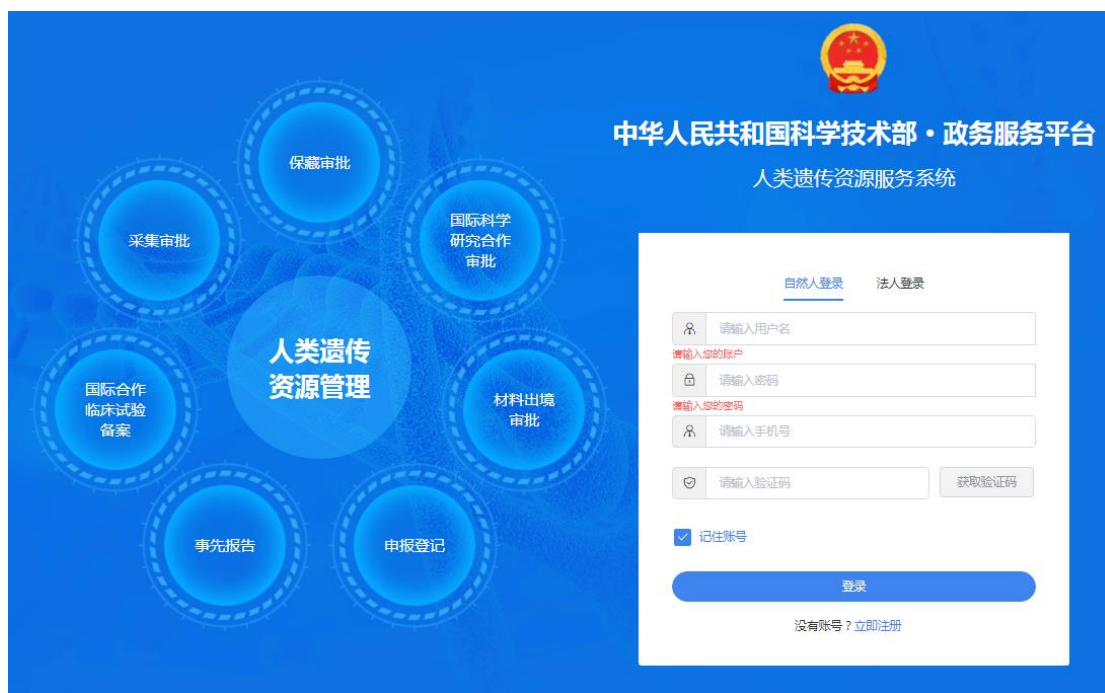 中华人民共和国科学技术部・政务服务平台
人类遗传资源服务系统
保藏审批
采集审批
国际科学
研究合作
审批
人类遗传
资源管理
国际合作
临床试验
备案
材料出境
审批
事先报告
申报登记
自然人登录
法人登录
请输入用户名
请输入您的账户
请输入密码
请输入您的密码
请输入手机号
请输入验证码
获取验证码
记住账号
登录
没有账号？立即注册